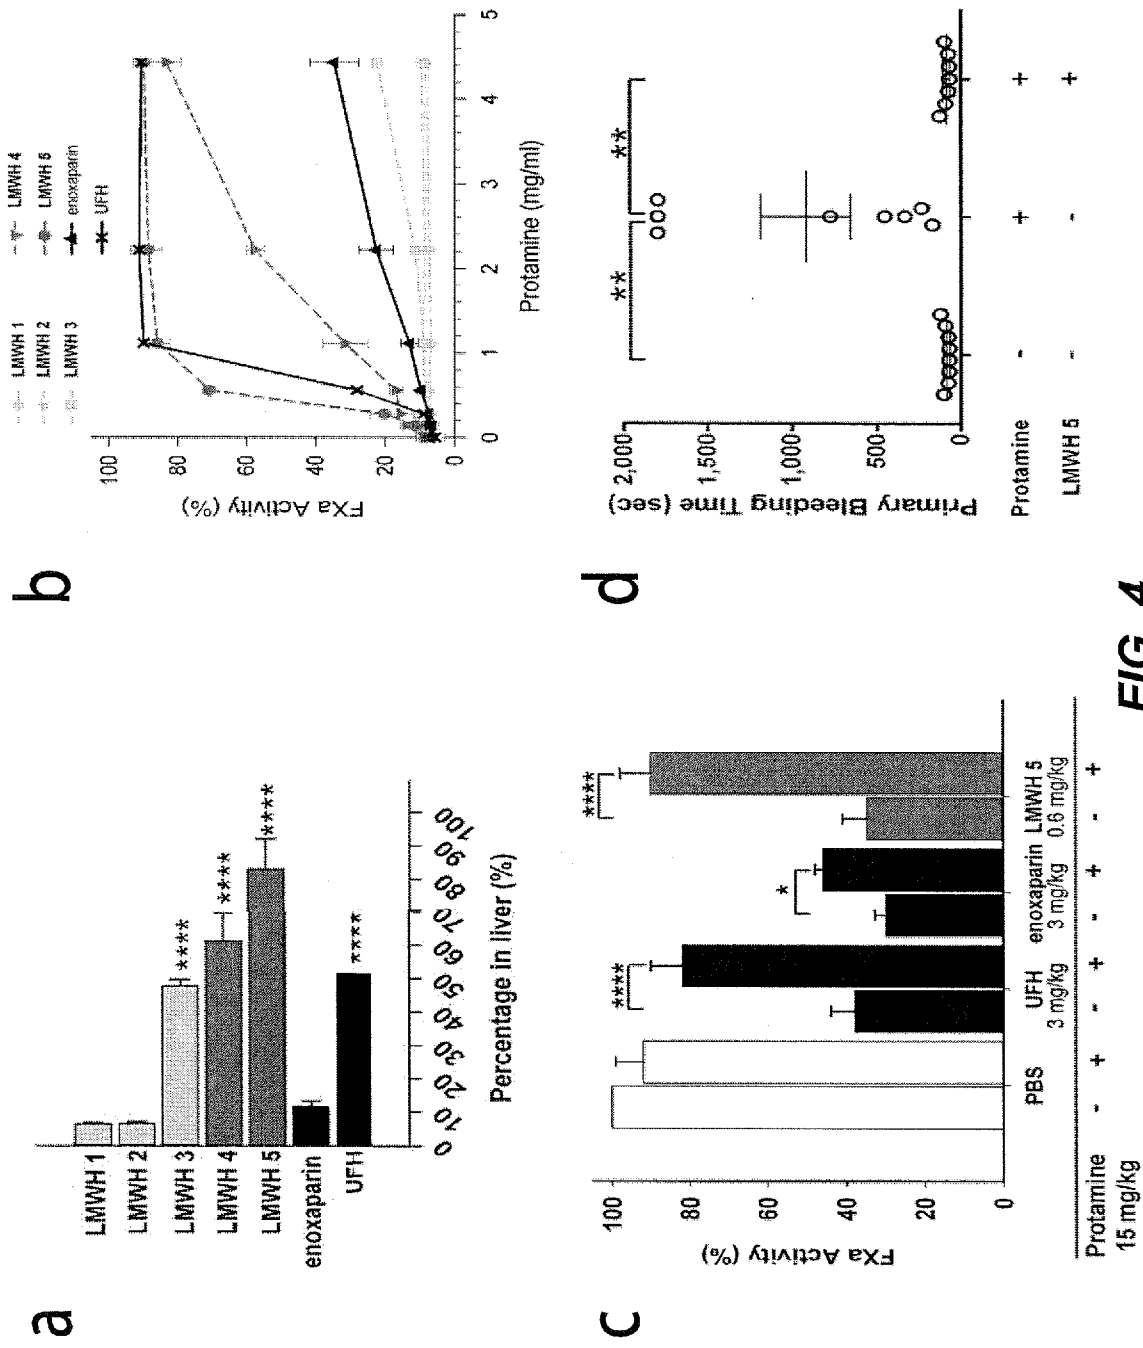 a
LMWH 1
LMWH 2
LMWH 3
****
LMWH 4
****
LMWH 5
****
enoxaparin
UFH
****
0 10 20 30 40 50 60 70 80 90 100
Percentage in liver (%)
b
LMWH 1
LMWH 2
LMWH 3
LMWH 4
LMWH 5
enoxaparin
UFH
FXa Activity (%)
100
80
60
40
20
0
0 1 2 3 4 5
Protamine (mg/ml)
c
FXa Activity (%)
100
80
60
40
20
0
****
*
****
PBS UFH enoxaparin LMWH 5
3 mg/kg 3 mg/kg 0.6 mg/kg
Protamine - + - + - + - +
15 mg/kg
d
Primary Bleeding Time (sec)
2,000
1,500
1,000
500
0
** **
Protamine - + +
LMWH 5 - - +
FIG. 4